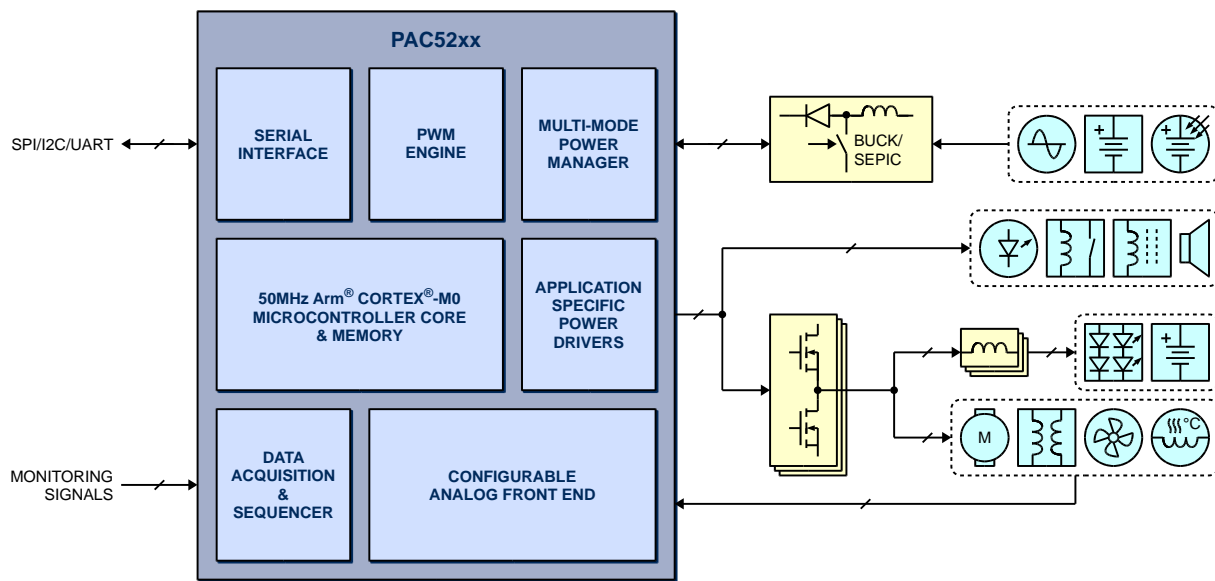 PAC52xx
SERIAL
INTERFACE
PWM
ENGINE
MULTI-MODE
POWER
MANAGER
SPI/I2C/UART
BUCK/
SEPIC
+
+
50MHz Arm® CORTEX®-M0
MICROCONTROLLER CORE
& MEMORY
APPLICATION
SPECIFIC
POWER
DRIVERS
+
M
°C
DATA
ACQUISITION
&
SEQUENCER
CONFIGURABLE
ANALOG FRONT END
MONITORING
SIGNALS